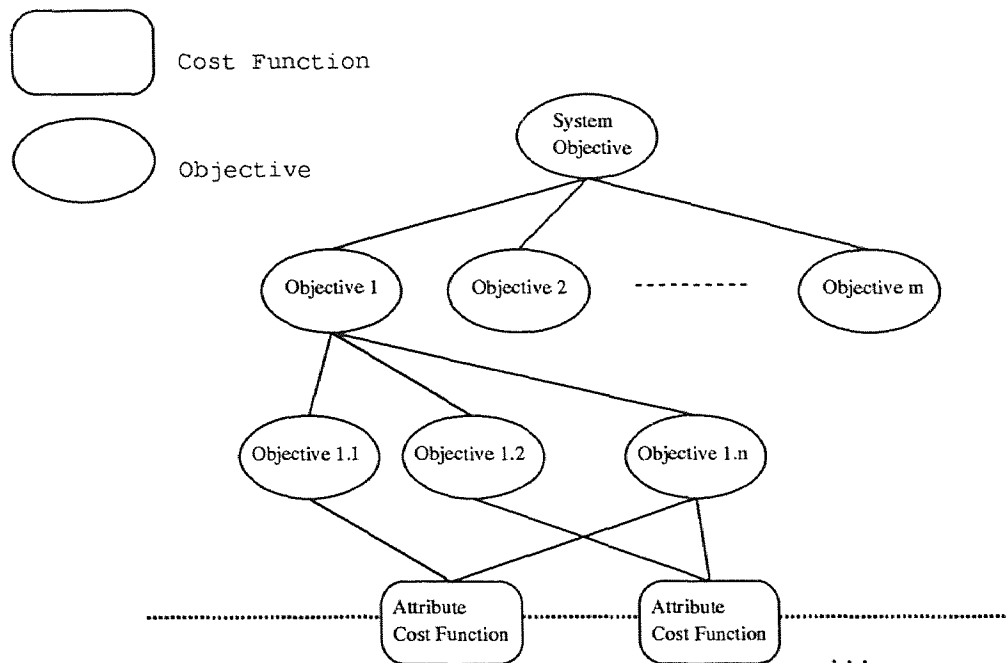 Cost Function
Objective
System
Objective
Objective 1
Objective 2
Objective m
Objective 1.1
Objective 1.2
Objective 1.n
Attribute
Cost Function
Attribute
Cost Function
...